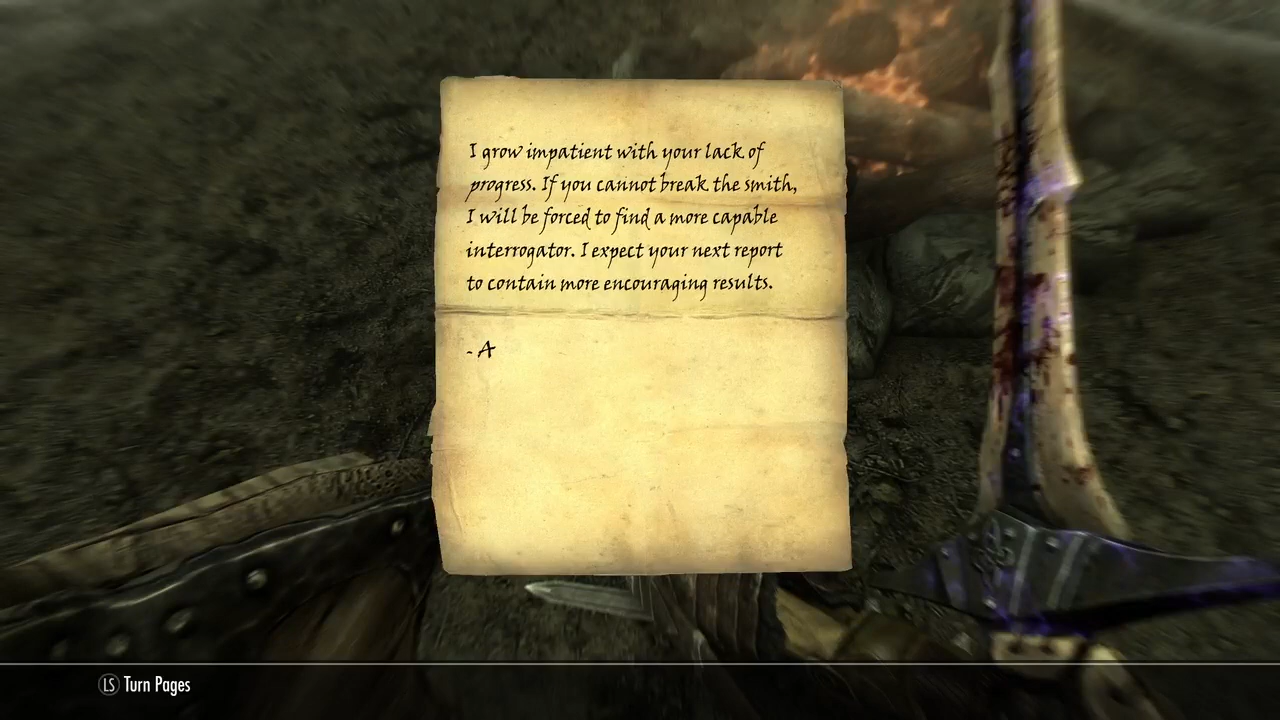 I grow impatient with your lack of
progress. If you cannot break the smith,
I will be forced to find a more capable
interrogator. I expect your next report
to contain more encouraging results.
- A
LS Turn Pages